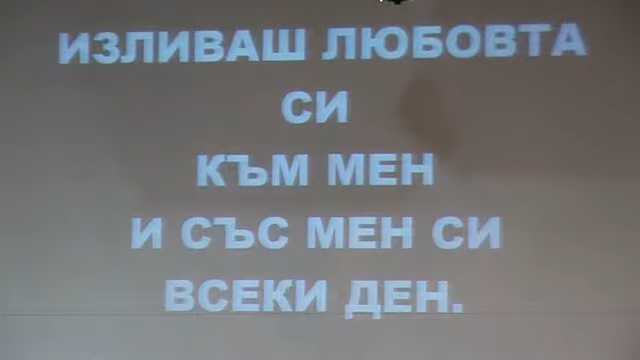 ИЗЛИВАШ ЛЮБОВТА
СИ
КЪМ МЕН
И СЪС МЕН СИ
ВСЕКИ ДЕН.